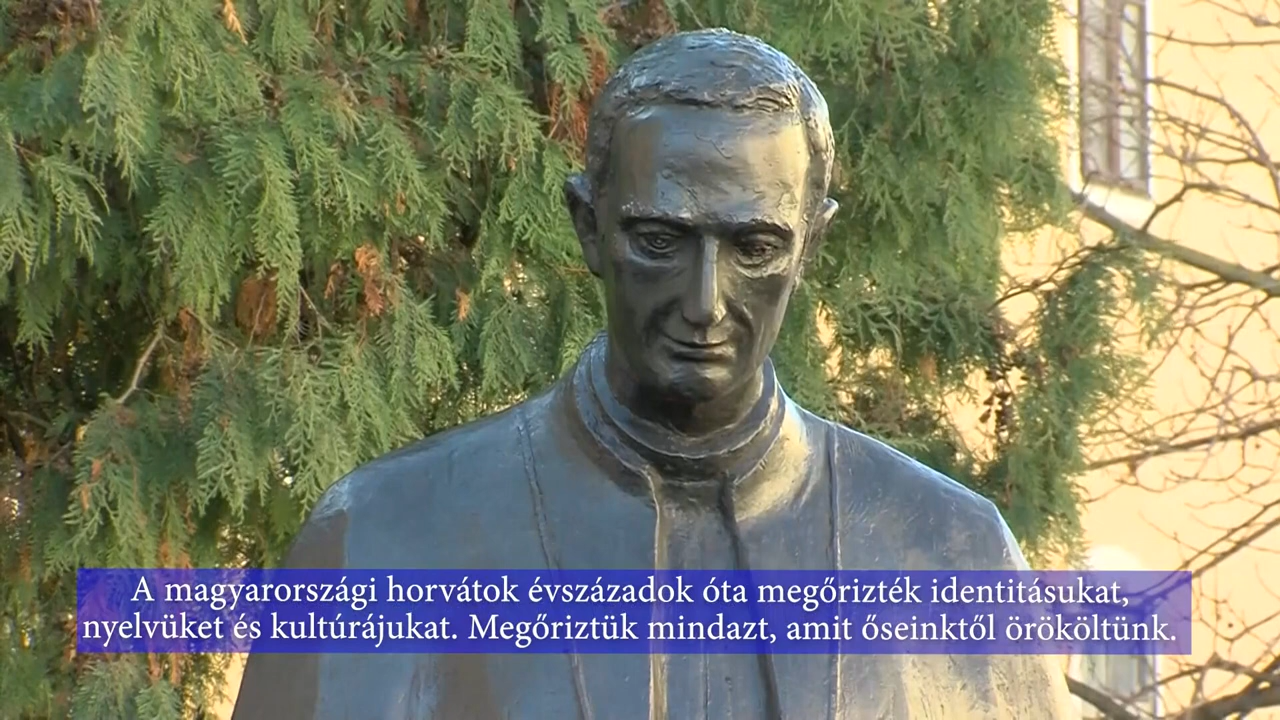 A magyarországi horvátok évszázadok óta megőrizték identitásukat,
nyelvüket és kultúrájukat. Megőriztük mindazt, amit őseinktől örököltünk.